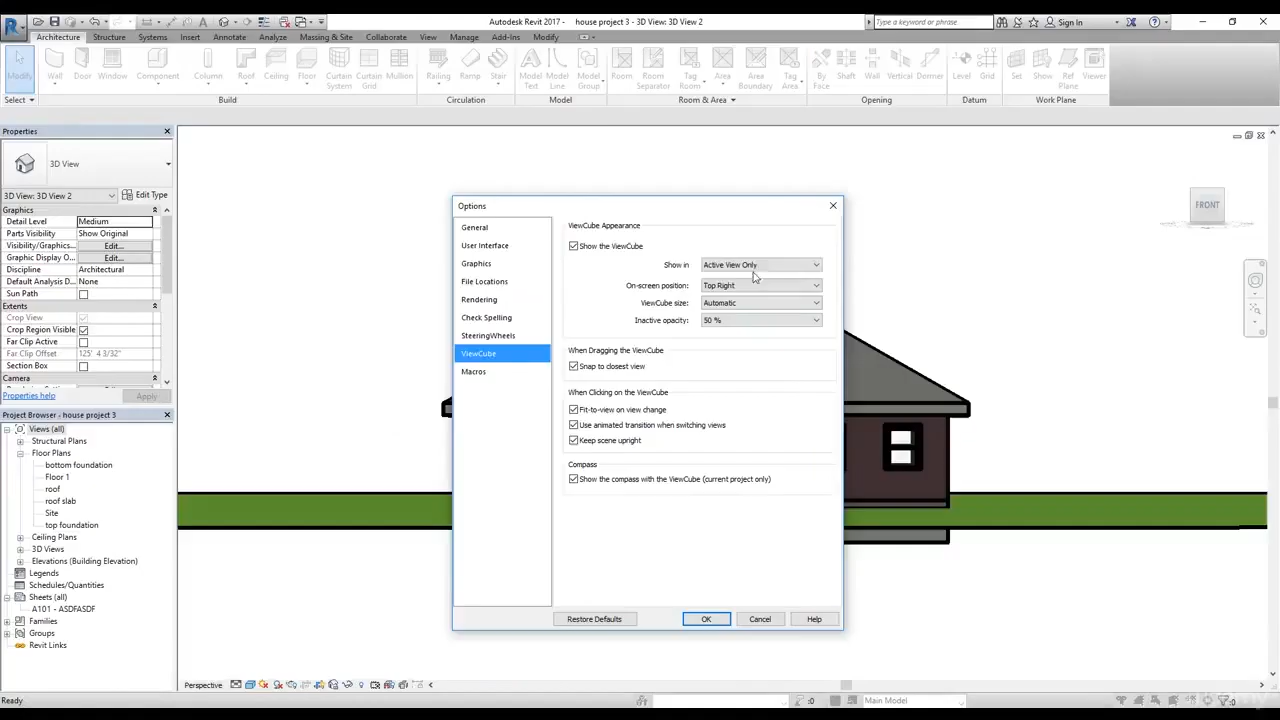 Autodesk Revit 2017 - house project 3 - 3D View: 3D View 2
Type a keyword or phrase
Sign In
Architecture Structure Systems Insert Annotate Analyze Massing & Site Collaborate View Manage Add-Ins Modify
Modify Wall Door Window Component Column Roof Ceiling Floor Curtain System Curtain Grid Mullion Railing Ramp Stair Model Text Model Line Model Group Room Room Separator Tag Room Area Area Boundary Tag Area By Face Shaft Wall Vertical Dormer Level Grid Set Show Ref Plane Viewer
Select Build Circulation Model Room & Area Opening Datum Work Plane
Properties
3D View
3D View: 3D View 2 Edit Type
Graphics
Detail Level Medium
Parts Visibility Show Original
Visibility/Graphics... Edit...
Graphic Display O... Edit...
Discipline Architectural
Default Analysis D... None
Sun Path
Extents
Crop View
Crop Region Visible
Far Clip Active
Far Clip Offset 125' 4 3/32"
Section Box
Camera
Properties help Apply
Project Browser - house project 3
Views (all)
Structural Plans
Floor Plans
bottom foundation
Floor 1
roof
roof slab
Site
top foundation
Ceiling Plans
3D Views
Elevations (Building Elevation)
Legends
Schedules/Quantities
Sheets (all)
A101 - ASDFASDF
Families
Groups
Revit Links
Options
General
User Interface
Graphics
File Locations
Rendering
Check Spelling
SteeringWheels
ViewCube
Macros
ViewCube Appearance
Show the ViewCube
Show in Active View Only
On-screen position: Top Right
ViewCube size: Automatic
Inactive opacity: 50 %
When Dragging the ViewCube
Snap to closest view
When Clicking on the ViewCube
Fit-to-view on view change
Use animated transition when switching views
Keep scene upright
Compass
Show the compass with the ViewCube (current project only)
Restore Defaults OK Cancel Help
FRONT
Perspective
Ready
:0 Main Model :0